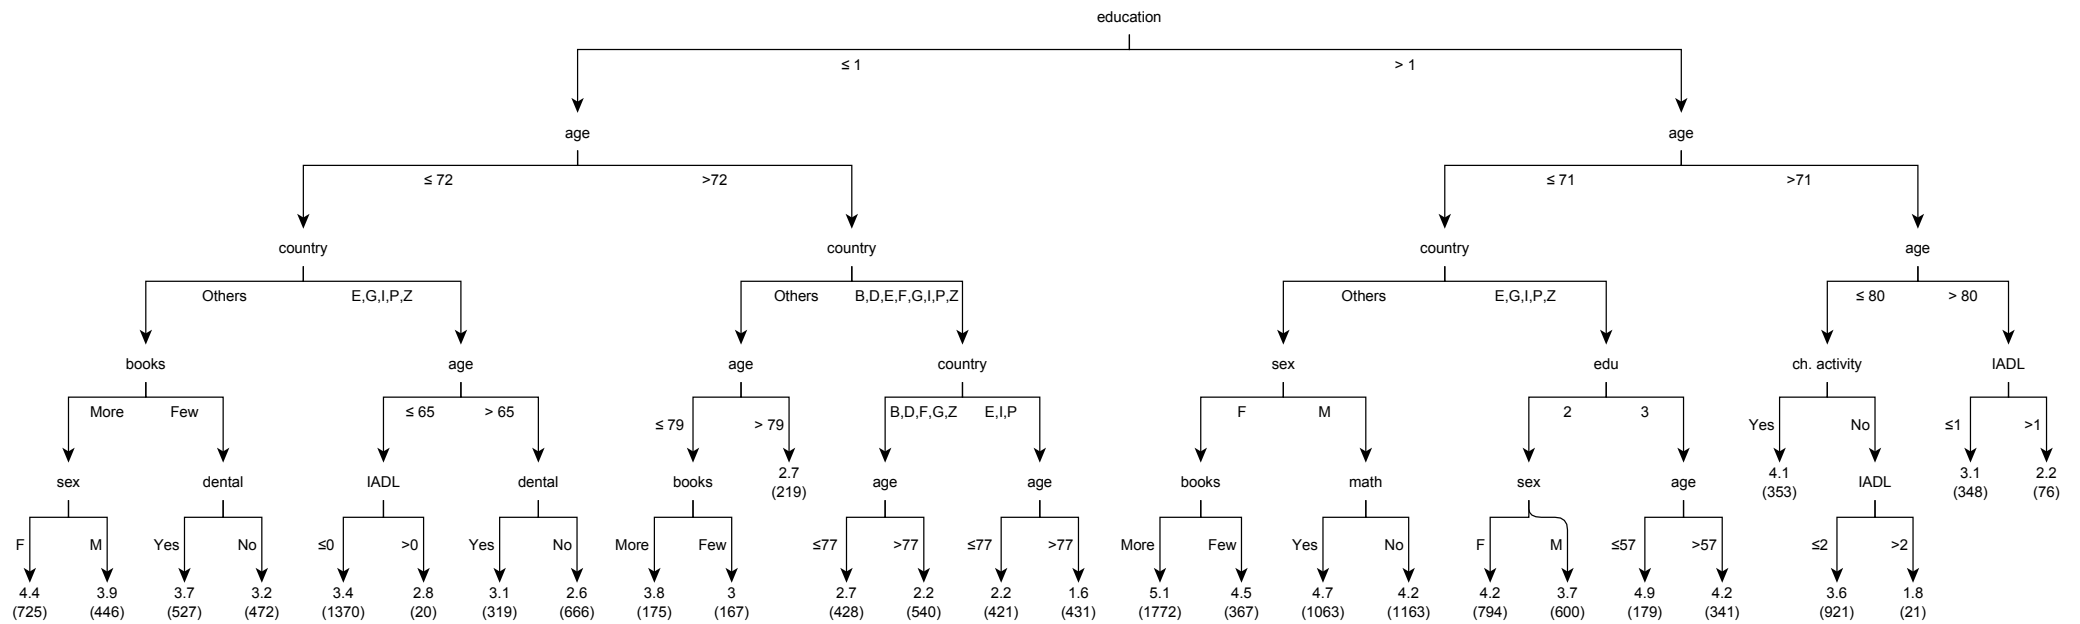 education
≤ 1 > 1
age age
≤ 72 >72 ≤ 71 >71
country country country age
Others E,G,I,P,Z Others B,D,E,F,G,I,P,Z Others E,G,I,P,Z ≤ 80 > 80
books age age country sex edu ch. activity IADL
More Few ≤ 65 > 65 ≤ 79 > 79 B,D,F,G,Z E,I,P F M 2 3 Yes No ≤1 >1
sex dental IADL dental books 2.7 age age books math sex age 4.1 IADL 3.1 2.2
(219) (353) (348) (76)
F M Yes No ≤0 >0 Yes No More Few ≤77 >77 ≤77 >77 More Few Yes No F M ≤57 >57 ≤2 >2
4.4 3.9 3.7 3.2 3.4 2.8 3.1 2.6 3.8 3 2.7 2.2 2.2 1.6 5.1 4.5 4.7 4.2 4.2 3.7 4.9 4.2 3.6 1.8
(725) (446) (527) (472) (1370) (20) (319) (666) (175) (167) (428) (540) (421) (431) (1772) (367) (1063) (1163) (794) (600) (179) (341) (921) (21)